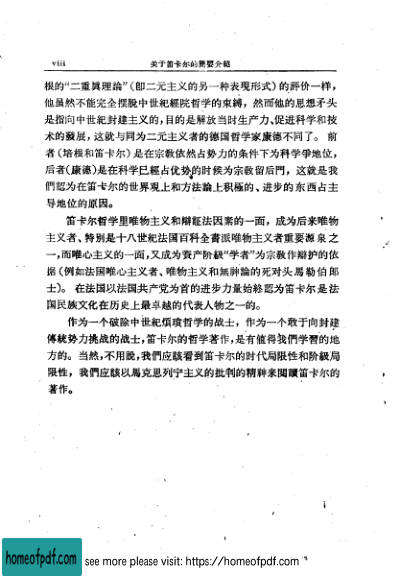 viii
关于笛卡尔的简要介紹
根的“二重眞理論”(卽二元主义的另一种表現形式)的評价一样，
他虽然不能完全摆脫中世紀經院哲学的束縛，然而他的思想矛头
是指向中世紀封建主义的，目的是解放当时生产力、促进科学和技
术的發展，这就与同为二元主义者的德国哲学家康德不同了。前
者(培根和笛卡尔)是在宗敎依然占势力的条件下为科学爭地位，
后者(康德)是在科学已經占优势的时候为宗敎留后門，这就是我
們認为在笛卡尔的世界观上和方法論上积極的、进步的东西占主
导地位的原因。
笛卡尔哲学里唯物主义和辯証法因素的一面，成为后来唯物
主义者、特別是十八世紀法国百科全書派唯物主义者重要源泉之
一，而唯心主义的一面，又成为資产阶級“学者”为宗敎作辯护的依
据(例如法国唯心主义者、唯物主义和無神論的死对头馬勒伯郎
士)。在法国以法国共产党为首的进步力量始終認为笛卡尔是法
国民族文化在历史上最卓越的代表人物之一的。
作为一个破除中世紀煩瑣哲学的战士，作为一个敢于向封建
傳統势力挑战的战士，笛卡尔的哲学著作，是有値得我們学習的地
方的。当然，不用說，我們应該看到笛卡尔的时代局限性和阶級局
限性，我們应該以馬克思列宁主义的批判的精神来閱讀笛卡尔的
著作。
homeofpdf.com
see more please visit: https://homeofpdf.com